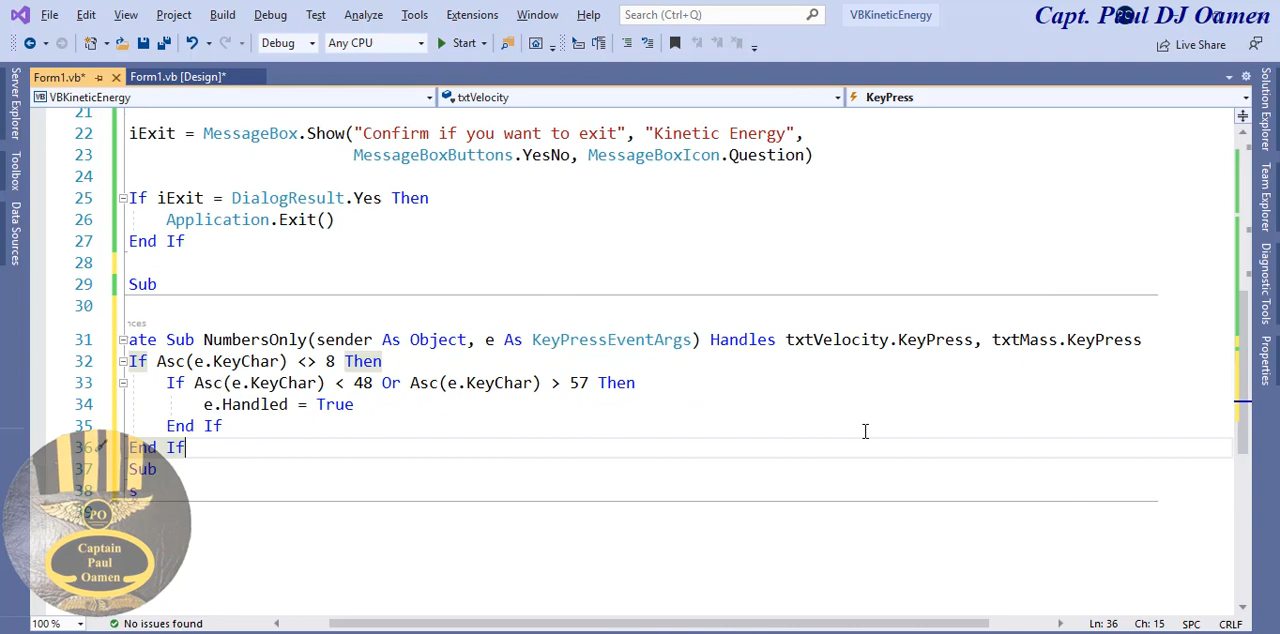 File Edit View Project Build Debug Test Analyze Tools Extensions Window Help Search (Ctrl+Q) VBKineticEnergy Capt. Paul DJ Oamen
Debug Any CPU Start Live Share
Form1.vb* Form1.vb [Design]*
VBKineticEnergy txtVelocity KeyPress
Server Explorer
Toolbox
Data Sources
21
22 iExit = MessageBox.Show("Confirm if you want to exit", "Kinetic Energy",
23 MessageBoxButtons.YesNo, MessageBoxIcon.Question)
24
25 If iExit = DialogResult.Yes Then
26 Application.Exit()
27 End If
28
29 Sub
30
nces
31 ate Sub NumbersOnly(sender As Object, e As KeyPressEventArgs) Handles txtVelocity.KeyPress, txtMass.KeyPress
32 If Asc(e.KeyChar) <> 8 Then
33 If Asc(e.KeyChar) < 48 Or Asc(e.KeyChar) > 57 Then
34 e.Handled = True
35 End If
36 End If
37 Sub
38 s
39
PO
Captain
Paul
Oamen
Solution Explorer
Team Explorer
Data Tools Operations
Diagnostic Tools
Properties
100 % No issues found Ln: 36 Ch: 15 SPC CRLF